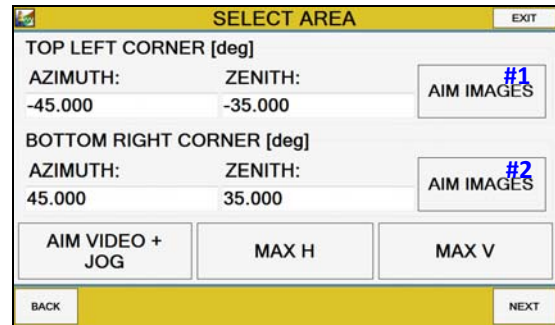 SELECT AREA EXIT
TOP LEFT CORNER [deg]
AZIMUTH: ZENITH:
-45.000 -35.000
AIM IMAGES #1
BOTTOM RIGHT CORNER [deg]
AZIMUTH: ZENITH:
45.000 35.000
AIM IMAGES #2
AIM VIDEO +
JOG
MAX H
MAX V
BACK NEXT